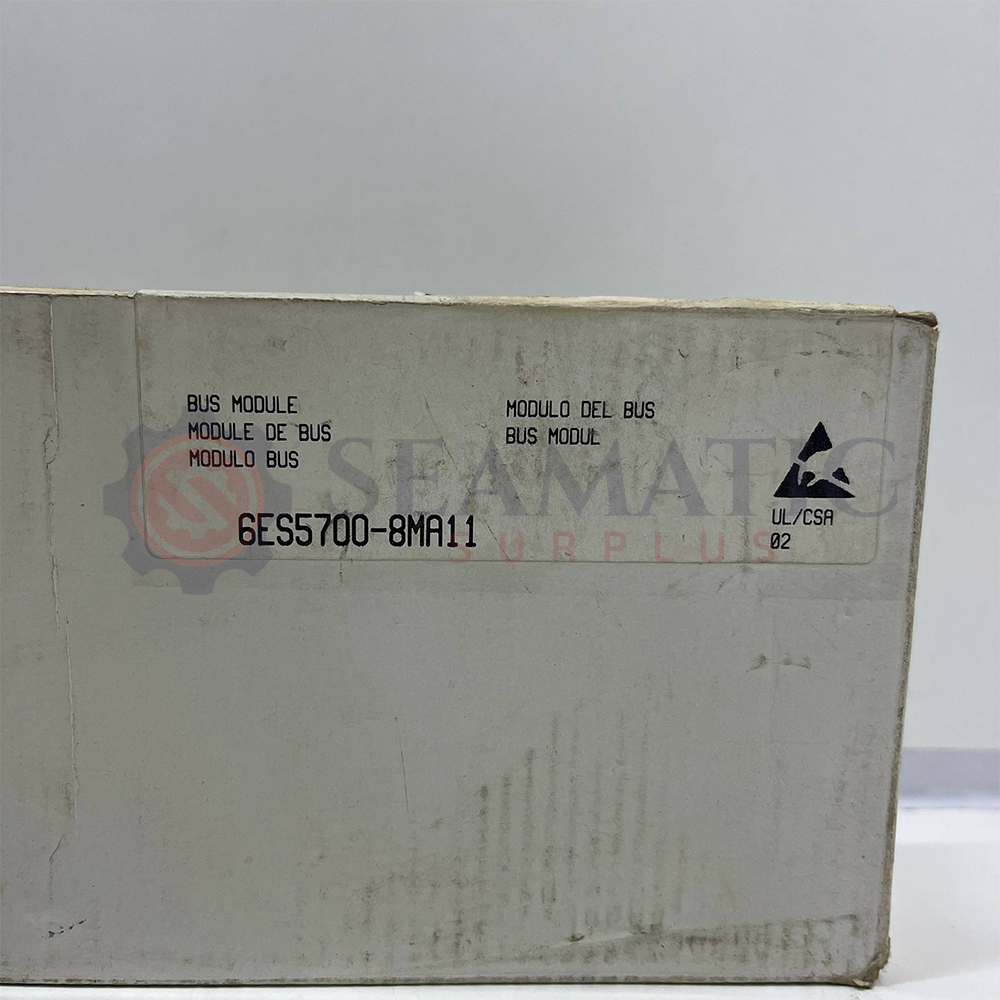 BUS MODULE
MODULE DE BUS
MODULO BUS
MODULO DEL BUS
BUS MODUL
6ES5700-8MA11
UL/CSA
02
SEAMATIC
SURPLUS